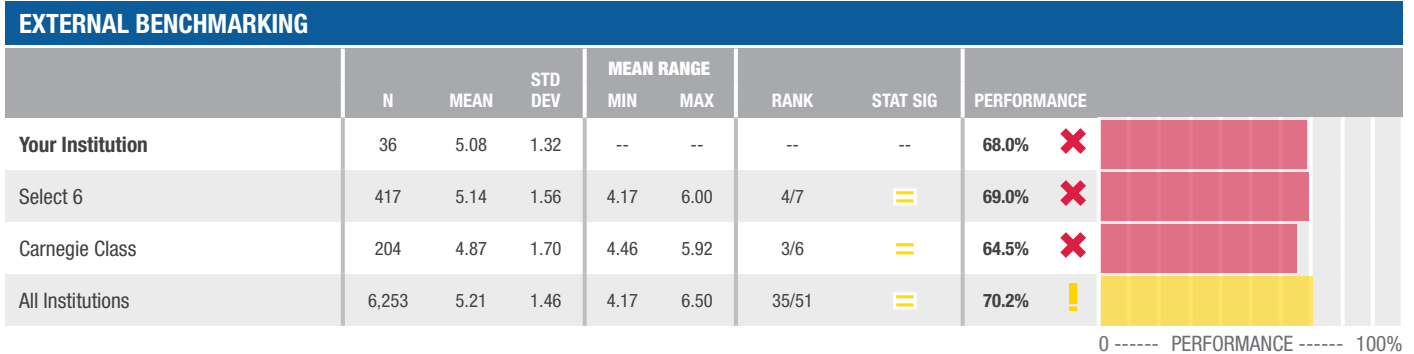 EXTERNAL BENCHMARKING
N MEAN STD DEV MEAN RANGE MIN MAX RANK STAT SIG PERFORMANCE
Your Institution 36 5.08 1.32 -- -- -- -- 68.0%
Select 6 417 5.14 1.56 4.17 6.00 4/7 = 69.0%
Carnegie Class 204 4.87 1.70 4.46 5.92 3/6 = 64.5%
All Institutions 6,253 5.21 1.46 4.17 6.50 35/51 = 70.2% !
0 ------ PERFORMANCE ------ 100%